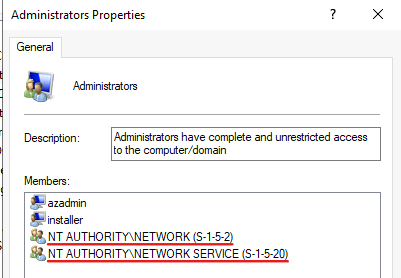 Administrators Properties
?
General
Administrators
Description:
Administrators have complete and unrestricted access
to the computer/domain
Members:
azadmin
installer
NT AUTHORITY\NETWORK (S-1-5-2)
NT AUTHORITY\NETWORK SERVICE (S-1-5-20)